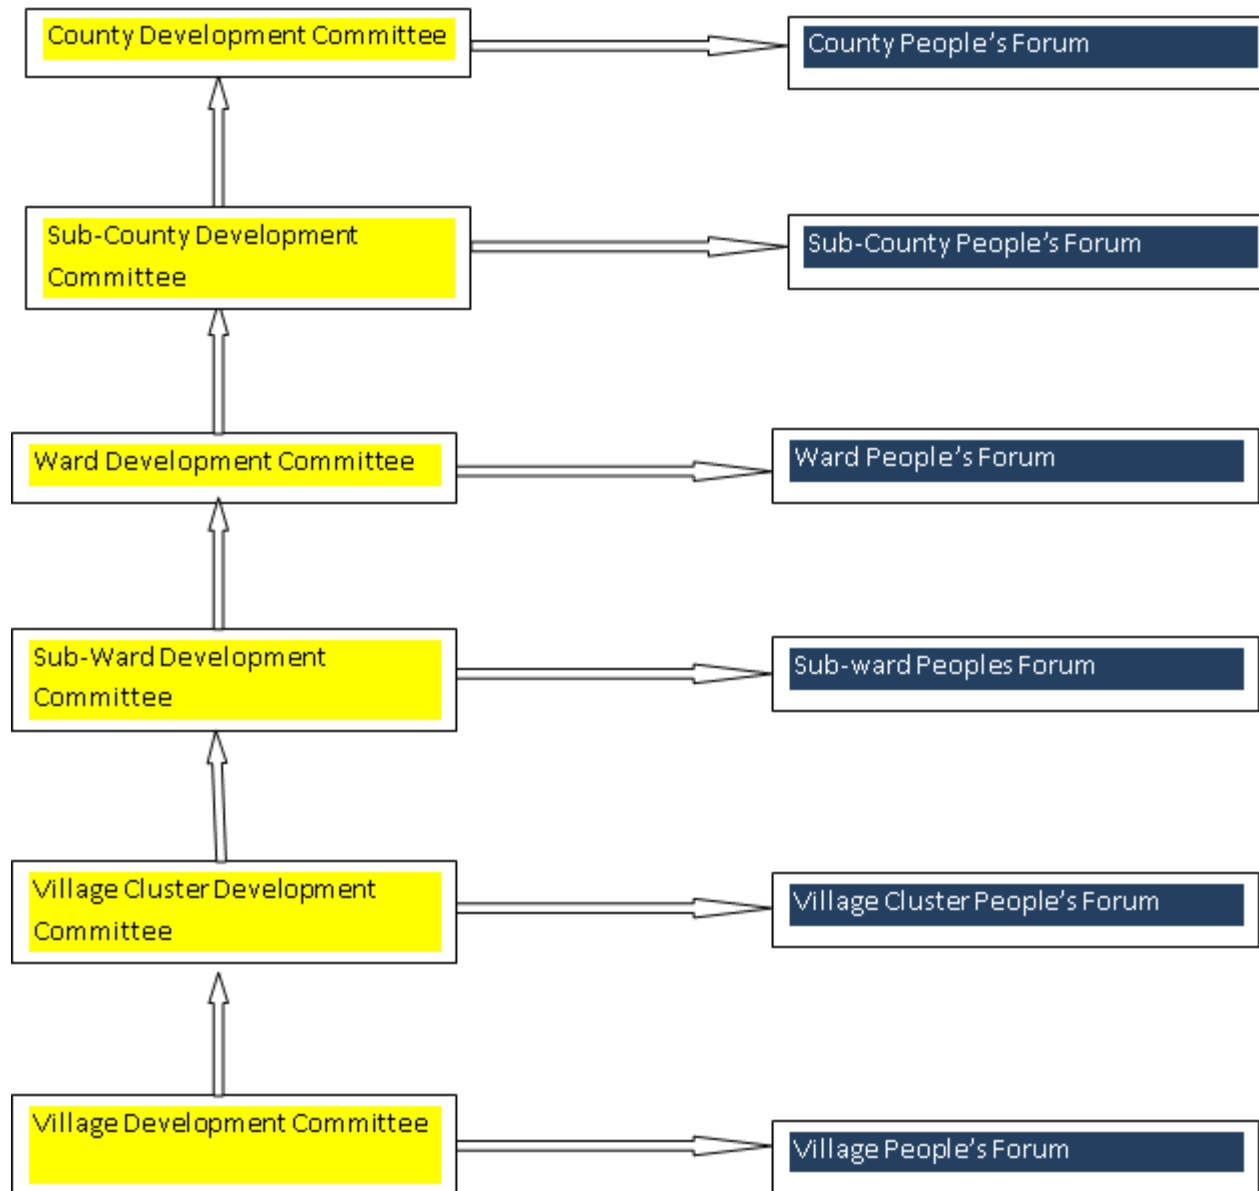 County Development Committee
County People's Forum
Sub-County Development
Committee
Sub-County People's Forum
Ward Development Committee
Ward People's Forum
Sub-Ward Development
Committee
Sub-ward Peoples Forum
Village Cluster Development
Committee
Village Cluster People's Forum
Village Development Committee
Village People's Forum